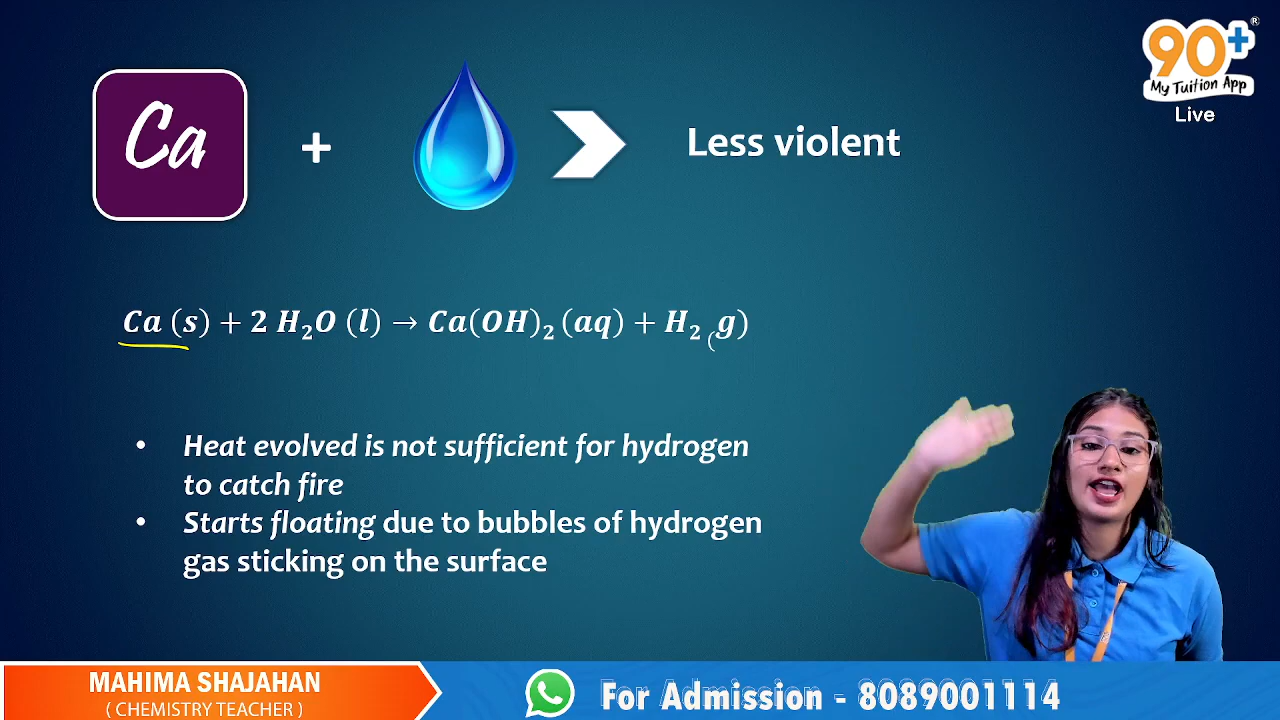 90+
My Tuition App
Live
Ca + Less violent
Ca (s) + 2 H₂O (l) → Ca(OH)₂ (aq) + H₂ (g)
• Heat evolved is not sufficient for hydrogen
to catch fire
• Starts floating due to bubbles of hydrogen
gas sticking on the surface
MAHIMA SHAJAHAN
( CHEMISTRY TEACHER )
For Admission - 8089001114